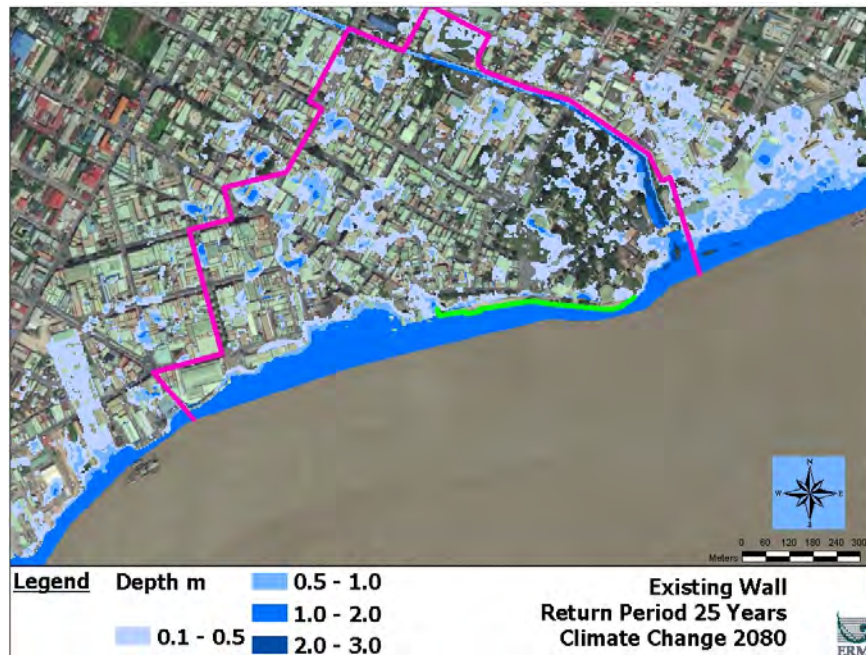 N
W E
S
0 60 120 180 240 300
Meters
Legend Depth m
0.1 - 0.5
0.5 - 1.0
1.0 - 2.0
2.0 - 3.0
Existing Wall
Return Period 25 Years
Climate Change 2080
ERM